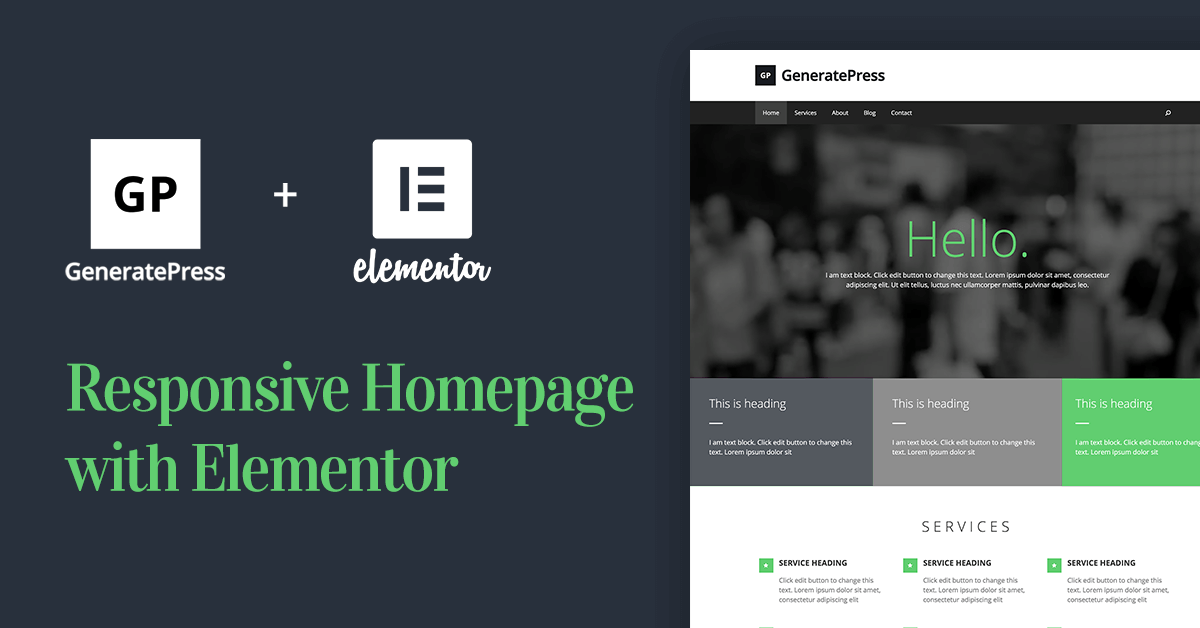 GP
GeneratePress
+
E
elementor
Responsive Homepage
with Elementor
GP GeneratePress
Home Services About Blog Contact
Hello.
I am text block. Click edit button to change this text. Lorem ipsum dolor sit amet, consectetur
adipiscing elit. Ut elit tellus, luctus nec ullamcorper mattis, pulvinar dapibus leo.
This is heading
I am text block. Click edit button to change this
text. Lorem ipsum dolor sit
This is heading
I am text block. Click edit button to change this
text. Lorem ipsum dolor sit
This is heading
I am text block. Click edit button to chang
text. Lorem ipsum dolor sit
SERVICES
SERVICE HEADING
Click edit button to change this
text. Lorem ipsum dolor sit amet,
consectetur adipiscing elit
SERVICE HEADING
Click edit button to change this
text. Lorem ipsum dolor sit amet,
consectetur adipiscing elit
SERVICE HEADING
Click edit button to change this
text. Lorem ipsum dolor sit amet,
consectetur adipiscing elit